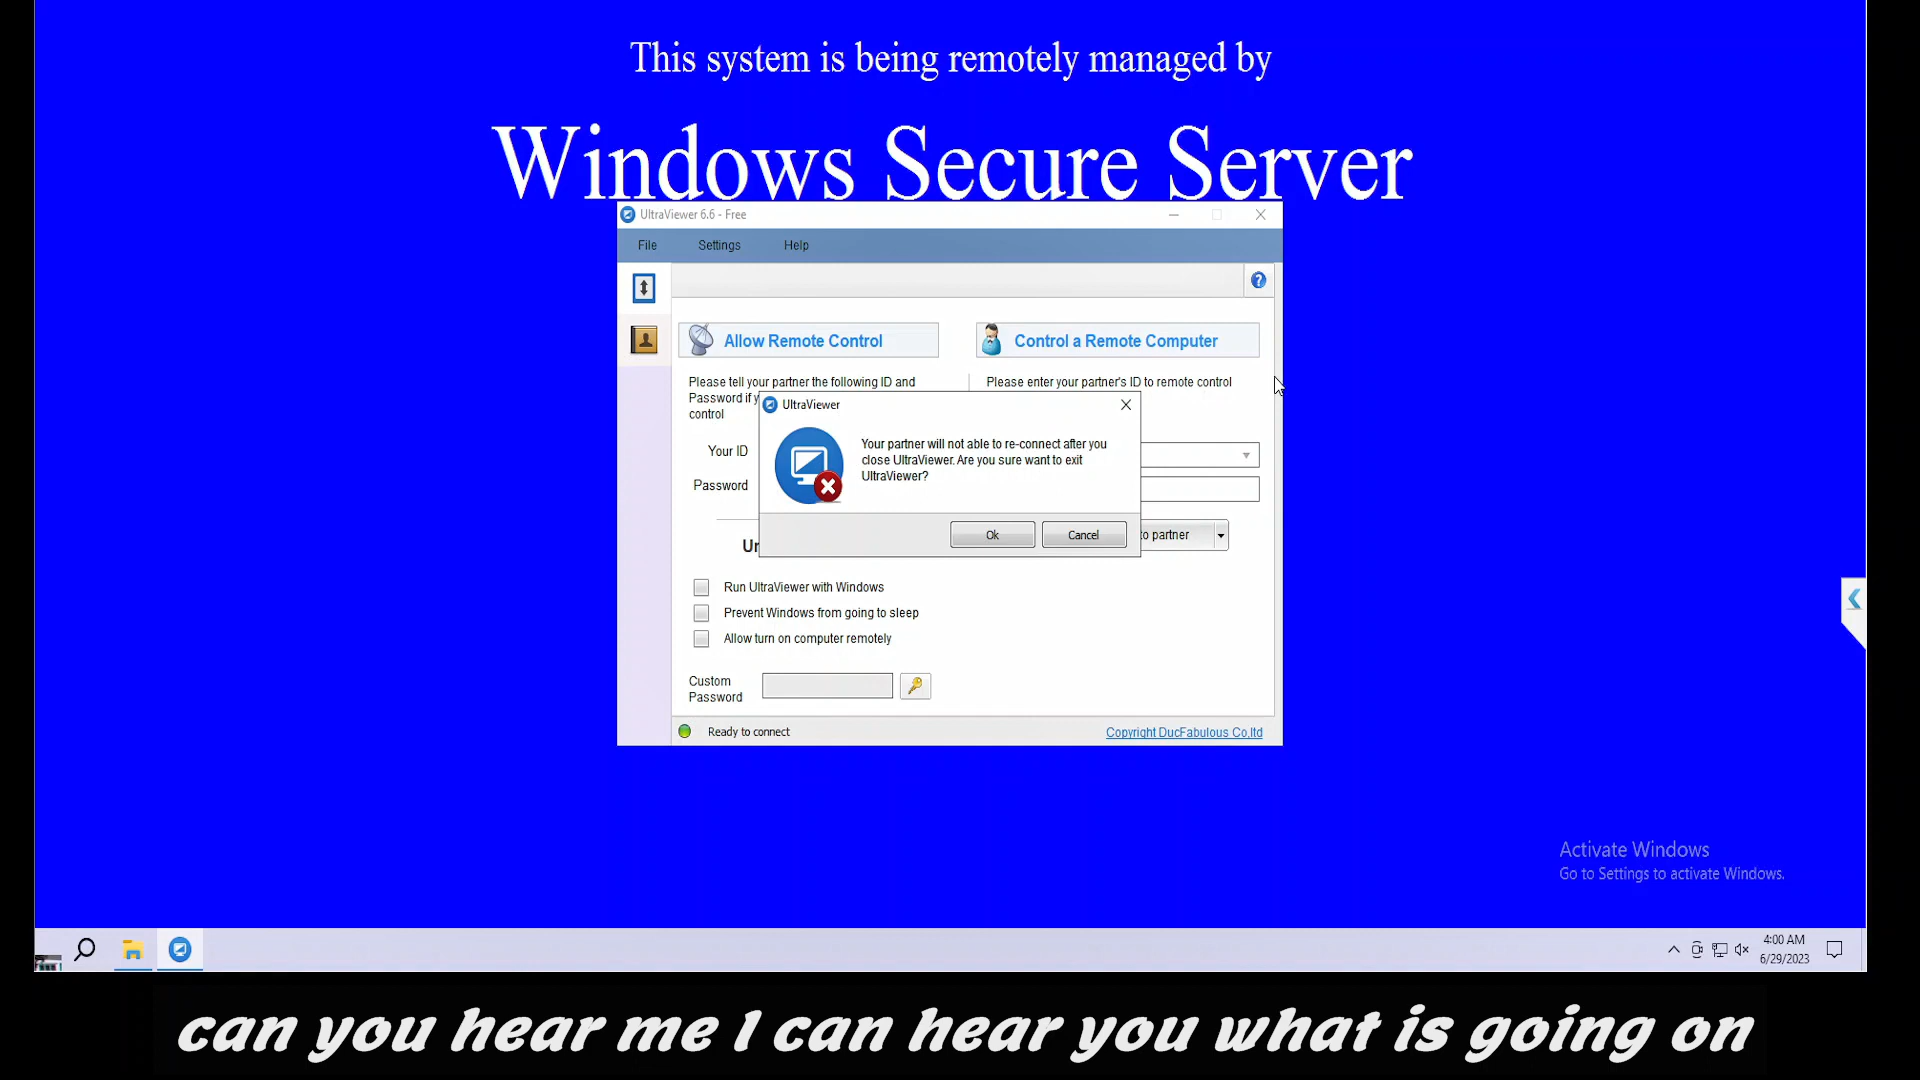 This system is being remotely managed by
Windows Secure Server
UltraViewer 6.6 - Free
File Settings Help
Allow Remote Control
Control a Remote Computer
Please tell your partner the following ID and
Password if
control
Please enter your partner's ID to remote control
UltraViewer
Your partner will not able to re-connect after you
close UltraViewer. Are you sure want to exit
UltraViewer?
Your ID
Password
Ok Cancel
to partner
Run UltraViewer with Windows
Prevent Windows from going to sleep
Allow turn on computer remotely
Custom
Password
Ready to connect
Copyright DucFabulous Co,ltd
Activate Windows
Go to Settings to activate Windows.
4:00 AM
6/29/2023
can you hear me I can hear you what is going on